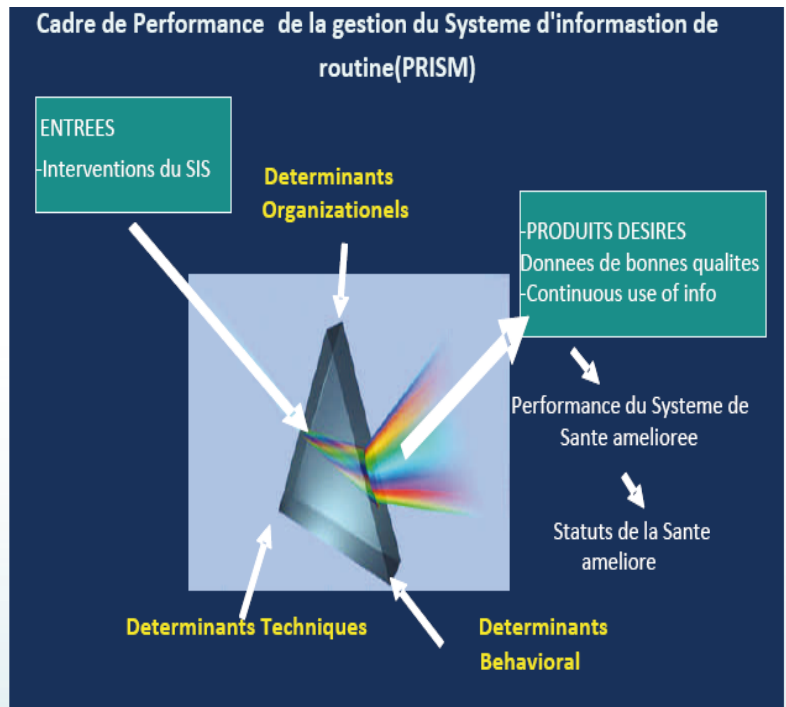 Cadre de Performance de la gestion du Systeme d'informastion de
routine(PRISM)
ENTREES
-Interventions du SIS
Determinants
Organizationels
-PRODUITS DESIRES
Donnees de bonnes qualites
-Continuous use of info
Performance du Systeme de
Sante amelioree
Statuts de la Sante
ameliore
Determinants Techniques
Determinants
Behavioral